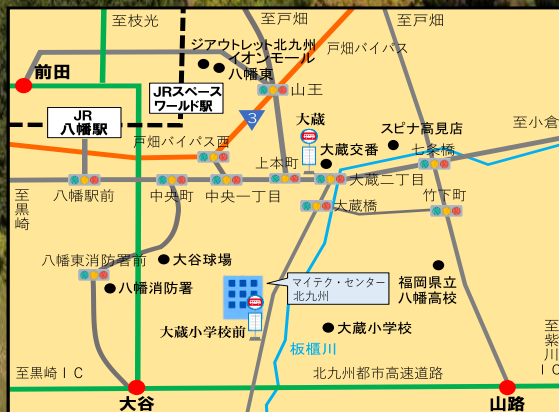 至枝光
至戸畑
至戸畑
ジアウトレット北九州
イオンモール
八幡東
戸畑バイパス
前田
JRスペース
ワールド駅
山王
JR
八幡駅
3
大蔵
スピナ高見店
至小倉
戸畑バイパス西
上本町
大蔵交番
七条橋
八幡駅前
中央町
中央一丁目
大蔵二丁目
至黒崎
大蔵橋
竹下町
八幡東消防署前
大谷球場
マイテク・センター
北九州
福岡県立
八幡高校
八幡消防署
大蔵小学校前
大蔵小学校
板櫃川
至紫川IC
至黒崎IC
北九州都市高速道路
大谷
山路